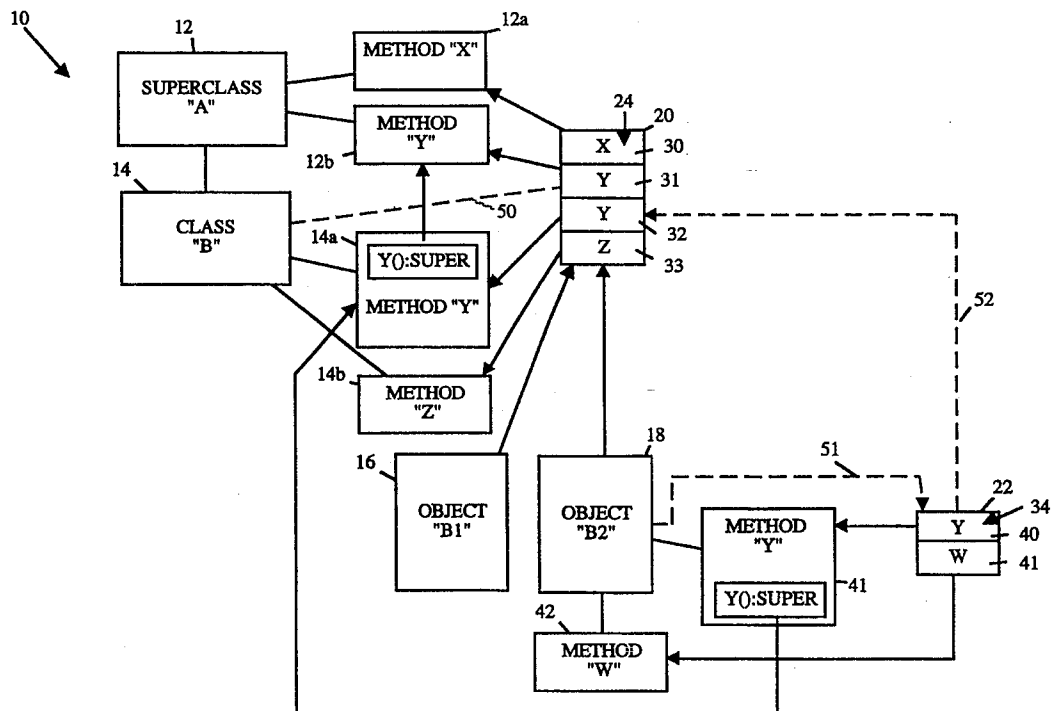 10
12
SUPERCLASS
"A"
12a
METHOD "X"
METHOD
"Y"
12b
24
20
X
30
Y
31
Y
32
Z
33
14
CLASS
"B"
50
14a
Y():SUPER
METHOD "Y"
52
14b
METHOD
"Z"
16
OBJECT
"B1"
18
OBJECT
"B2"
51
METHOD
"Y"
Y():SUPER
41
22
34
Y
40
W
41
42
METHOD
"W"